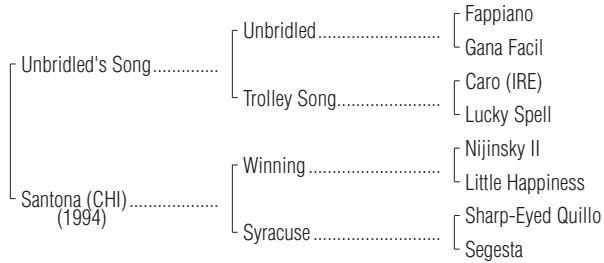 Fappiano
Unbridled
Gana Facil
Unbridled's Song
Caro (IRE)
Trolley Song
Lucky Spell
Nijinsky II
Winning
Little Happiness
Santona (CHI)
(1994)
Sharp-Eyed Quillo
Syracuse
Segesta